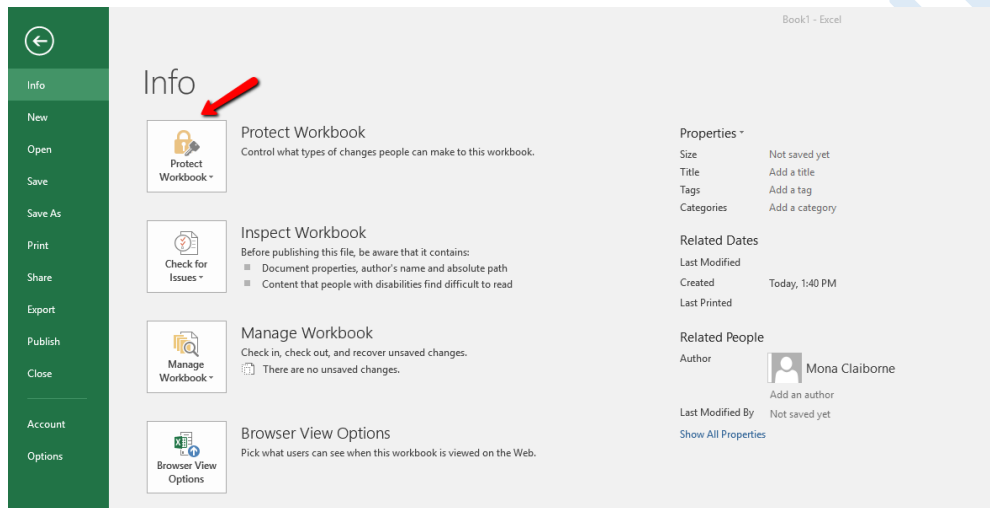 Book1 - Excel
Info
New
Open
Save
Save As
Print
Share
Export
Publish
Close
Account
Options
Info
Protect
Workbook
Protect Workbook
Control what types of changes people can make to this workbook.
Check for
Issues
Inspect Workbook
Before publishing this file, be aware that it contains:
Document properties, author's name and absolute path
Content that people with disabilities find difficult to read
Manage
Workbook
Manage Workbook
Check in, check out, and recover unsaved changes.
There are no unsaved changes.
Browser View
Options
Browser View Options
Pick what users can see when this workbook is viewed on the Web.
Properties
Size Not saved yet
Title Add a title
Tags Add a tag
Categories Add a category
Related Dates
Last Modified
Created Today, 1:40 PM
Last Printed
Related People
Author Mona Claiborne
Add an author
Last Modified By Not saved yet
Show All Properties